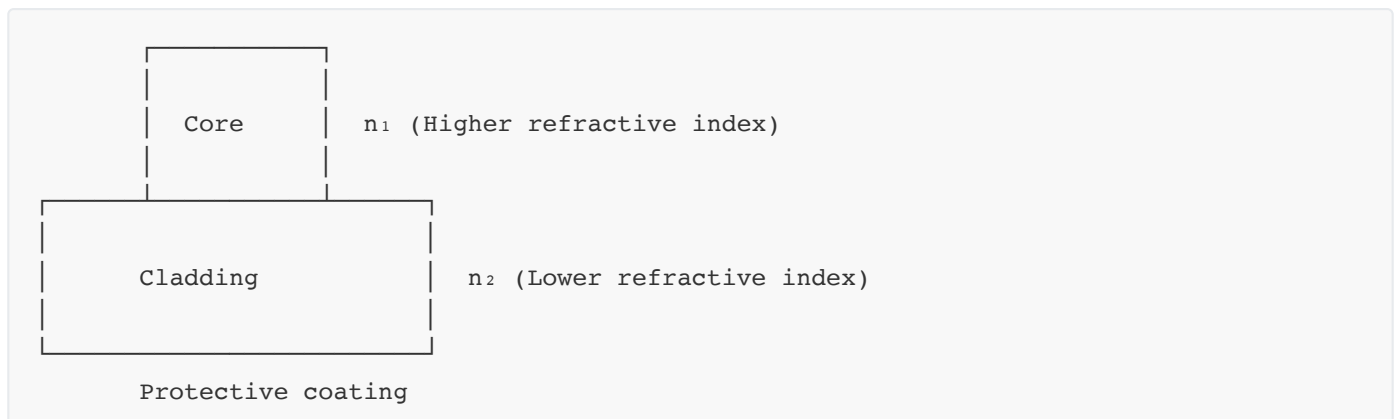 Core n₁ (Higher refractive index)
Cladding n₂ (Lower refractive index)
Protective coating